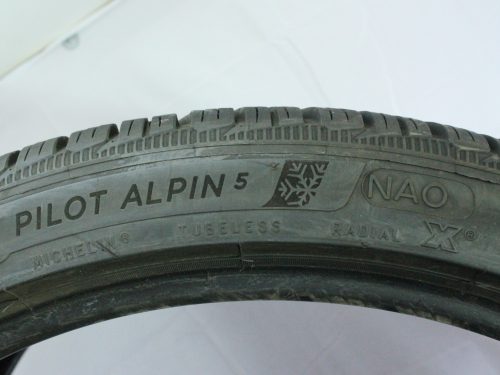 PILOT ALPIN 5 NAO
MICHELIN® TUBELESS RADIAL X®